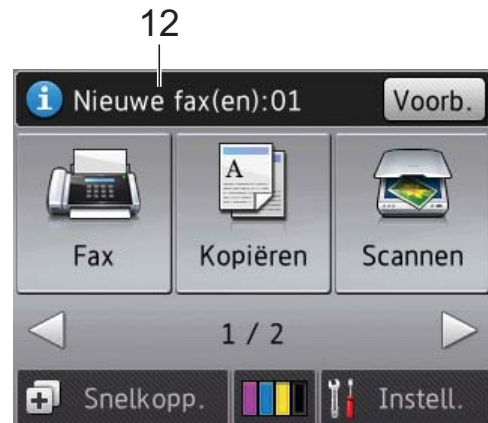 12
Nieuwe fax(en):01 Voorb.
Fax Kopiëren Scannen
1 / 2
Snelkopp. Instell.